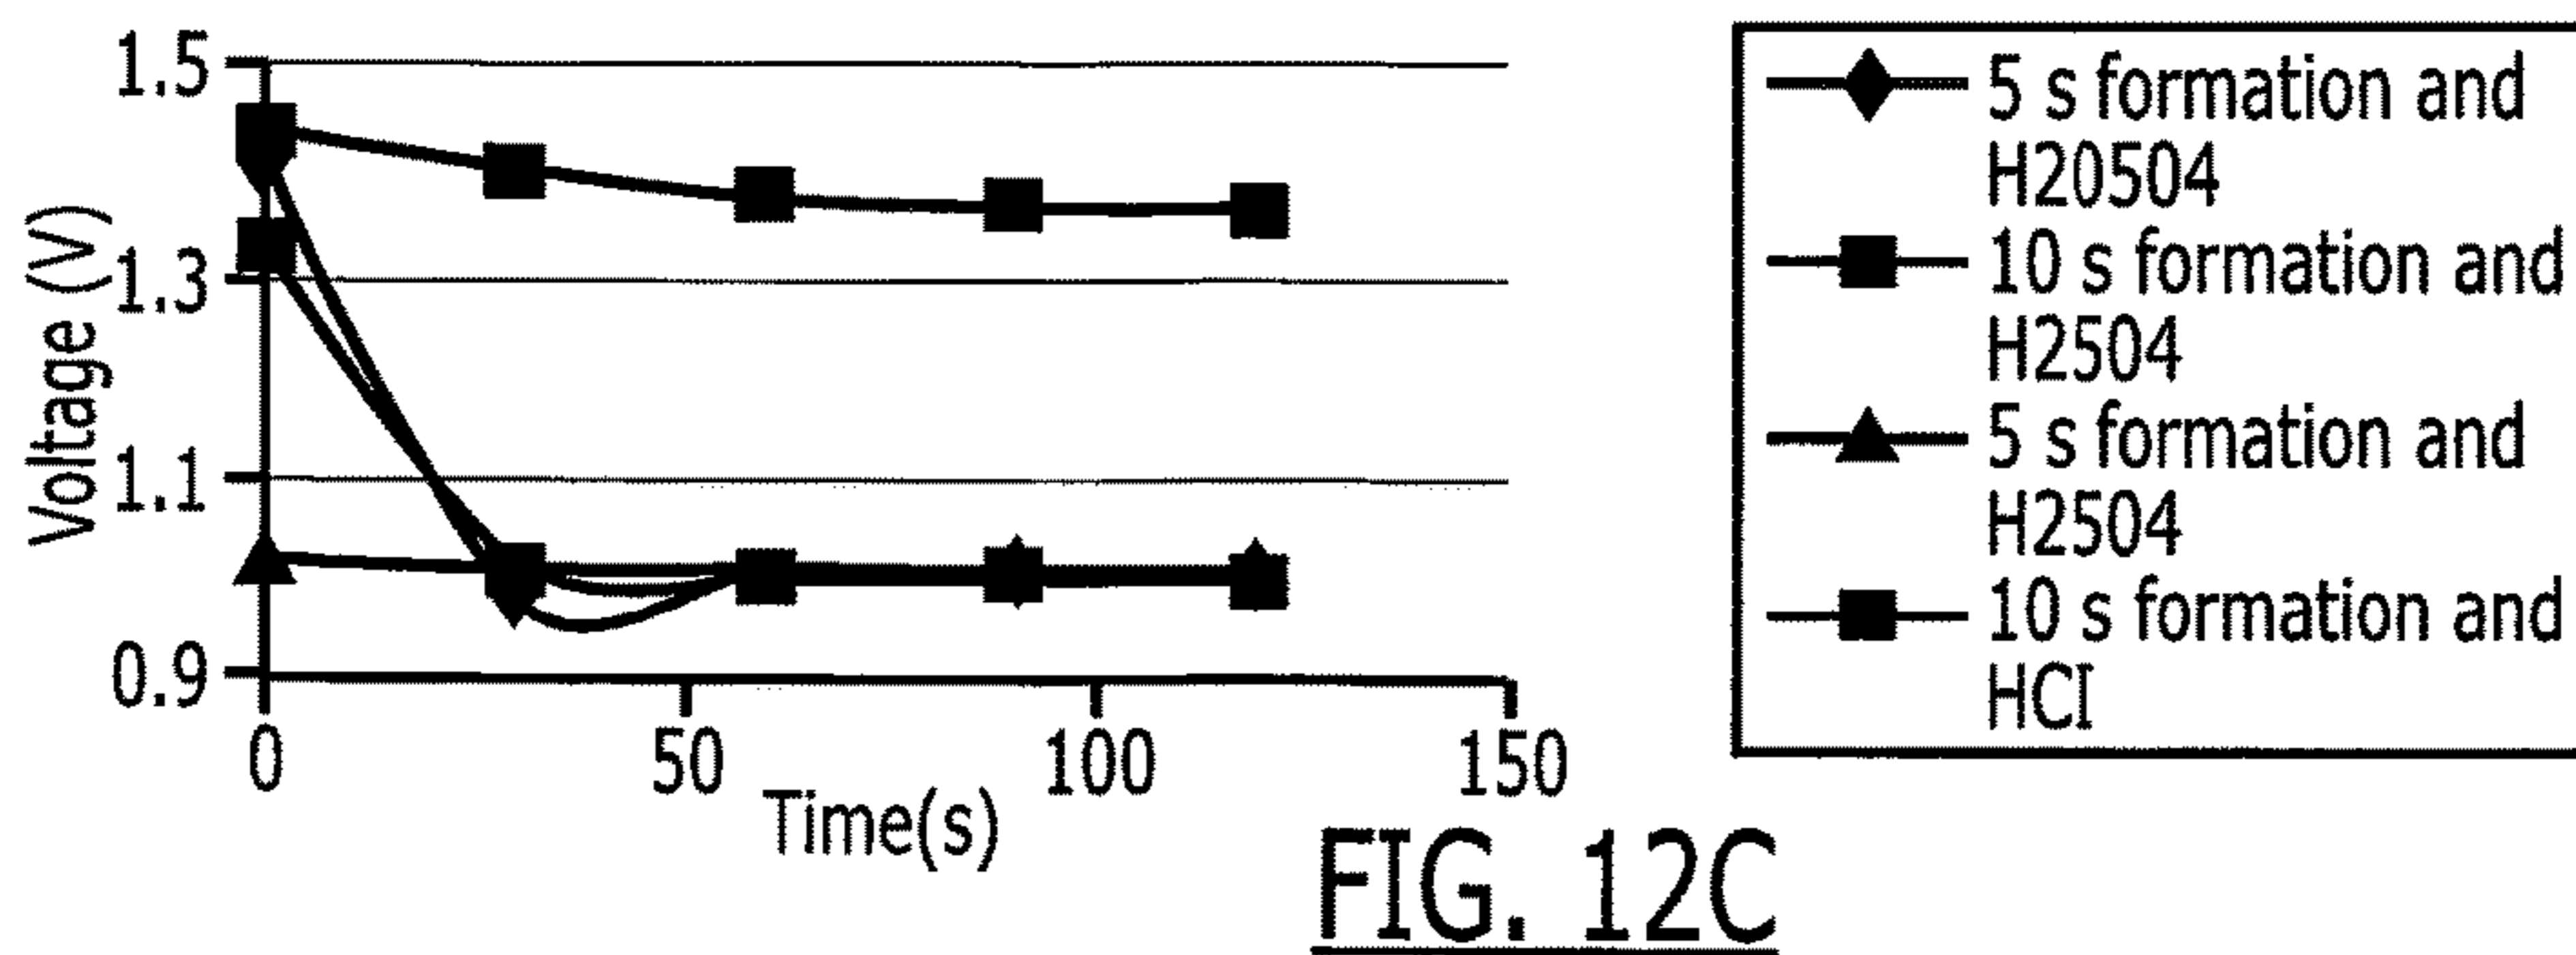 1.5
1.3
1.1
0.9
Voltage (V)
0
50
100
150
Time(s)
5 s formation and
H20504
10 s formation and
H2504
5 s formation and
H2504
10 s formation and
HCI
FIG. 12C